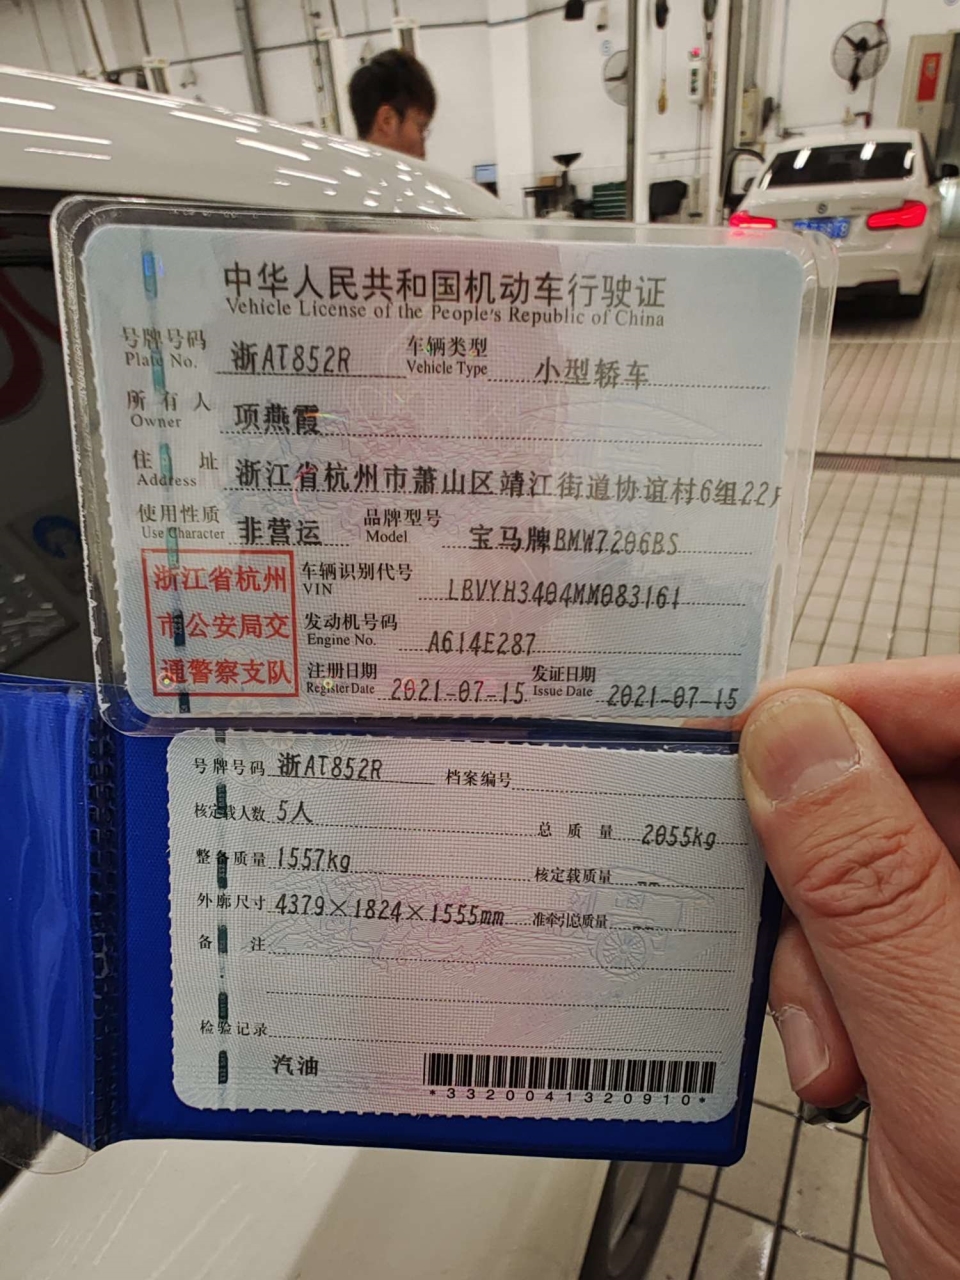 中华人民共和国机动车行驶证
Vehicle License of the People's Republic of China
号牌号码 浙AT852R 车辆类型 小型轿车
Plate No. Vehicle Type
所有人 项燕霞
Owner
住址 浙江省杭州市萧山区靖江街道协谊村6组22户
Address
使用性质 非营运 品牌型号 宝马牌BMW7206BS
Use Character Model
浙江省杭州
市公安局交
通警察支队
车辆识别代号 LBVYH3404MM083161
VIN
发动机号码 A614E287
Engine No.
注册日期 2021-07-15 发证日期 2021-07-15
Register Date Issue Date
号牌号码 浙AT852R 档案编号
核定载人数 5人 总质量 2055kg
整备质量 1557kg 核定载质量 --
外廓尺寸 4379×1824×1555mm 准牵引总质量 --
备注
检验记录
汽油
*3320041320910*